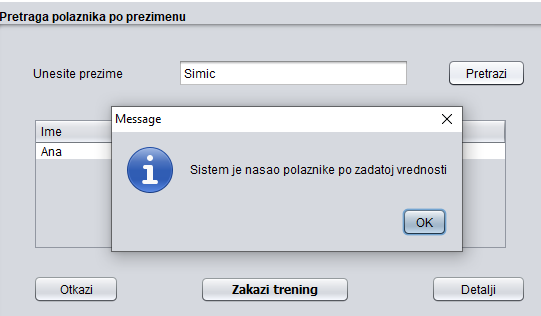 Pretraga polaznika po prezimenu
Unesite prezime
Simic
Pretrazi
Ime
Ana
Message
Sistem je nasao polaznike po zadatoj vrednosti
OK
Otkazi
Zakazi trening
Detalji